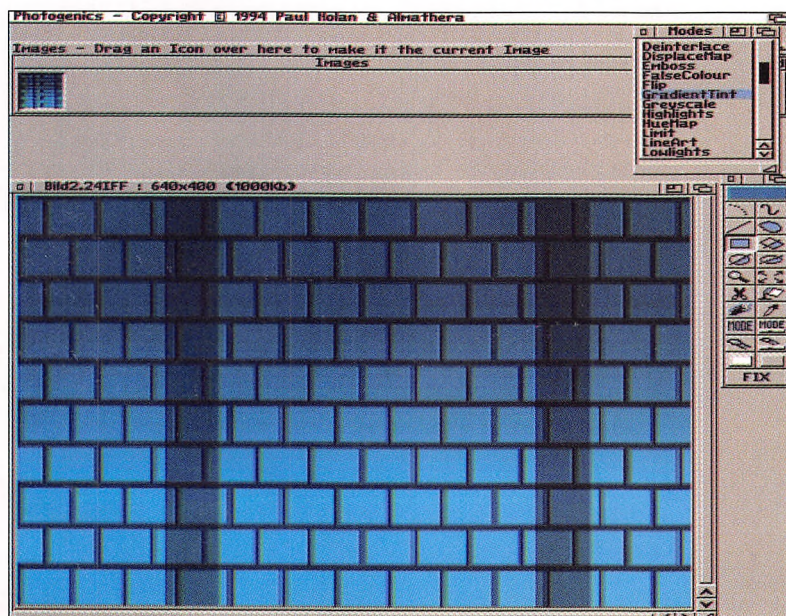 Photogenics - Copyright © 1994 Paul Nolan & Almathera
Images - Drag an Icon over here to make it the current Image
Images
Modes
Deinterlace
DisplaceMap
Emboss
FalseColour
Flip
GradientTint
Greyscale
Highlights
HueMap
Limit
LineArt
Lowlights
Bild2.24IFF : 640x400 (1000Kb)
MODE MODE
FIX